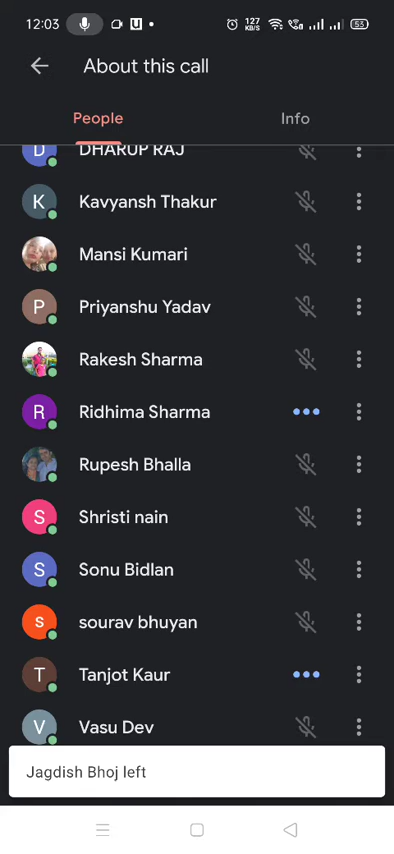 12:03
127
KB/S
53
About this call
People
Info
D
DHARUP RAJ
K
Kavyansh Thakur
Mansi Kumari
P
Priyanshu Yadav
Rakesh Sharma
R
Ridhima Sharma
Rupesh Bhalla
S
Shristi nain
S
Sonu Bidlan
s
sourav bhuyan
T
Tanjot Kaur
V
Vasu Dev
Jagdish Bhoj left